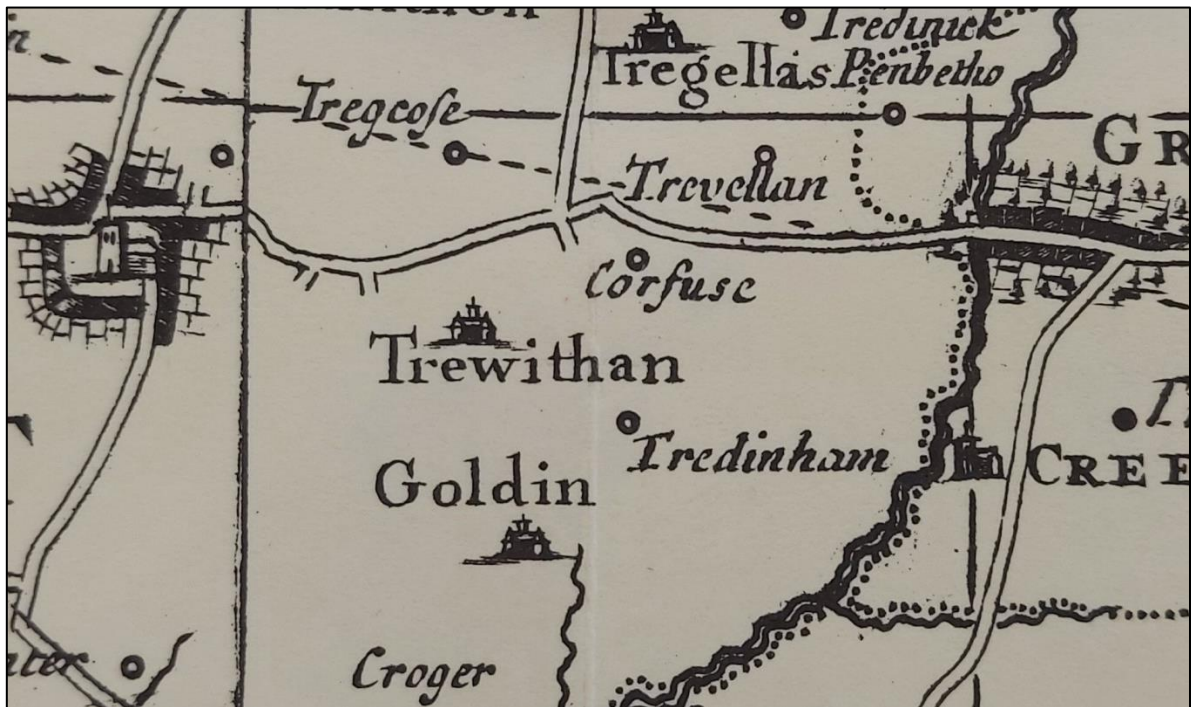 Tredinick
Tregellas
Penbetho
Tregcoſe
GR
Trevellan
Corfuse
Trewithan
Tredinham
Goldin
CREE
Croger